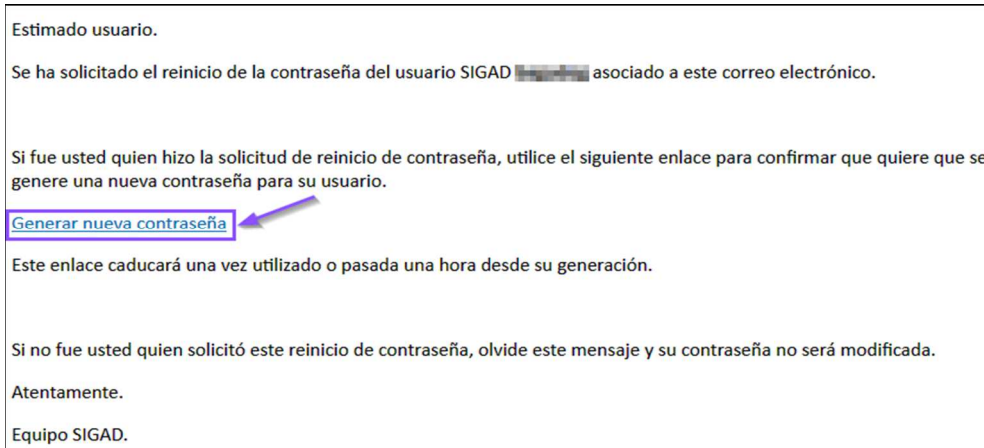 Estimado usuario.
Se ha solicitado el reinicio de la contraseña del usuario SIGAD asociado a este correo electrónico.
Si fue usted quien hizo la solicitud de reinicio de contraseña, utilice el siguiente enlace para confirmar que quiere que se
genere una nueva contraseña para su usuario.
Generar nueva contraseña
Este enlace caducará una vez utilizado o pasada una hora desde su generación.
Si no fue usted quien solicitó este reinicio de contraseña, olvide este mensaje y su contraseña no será modificada.
Atentamente.
Equipo SIGAD.